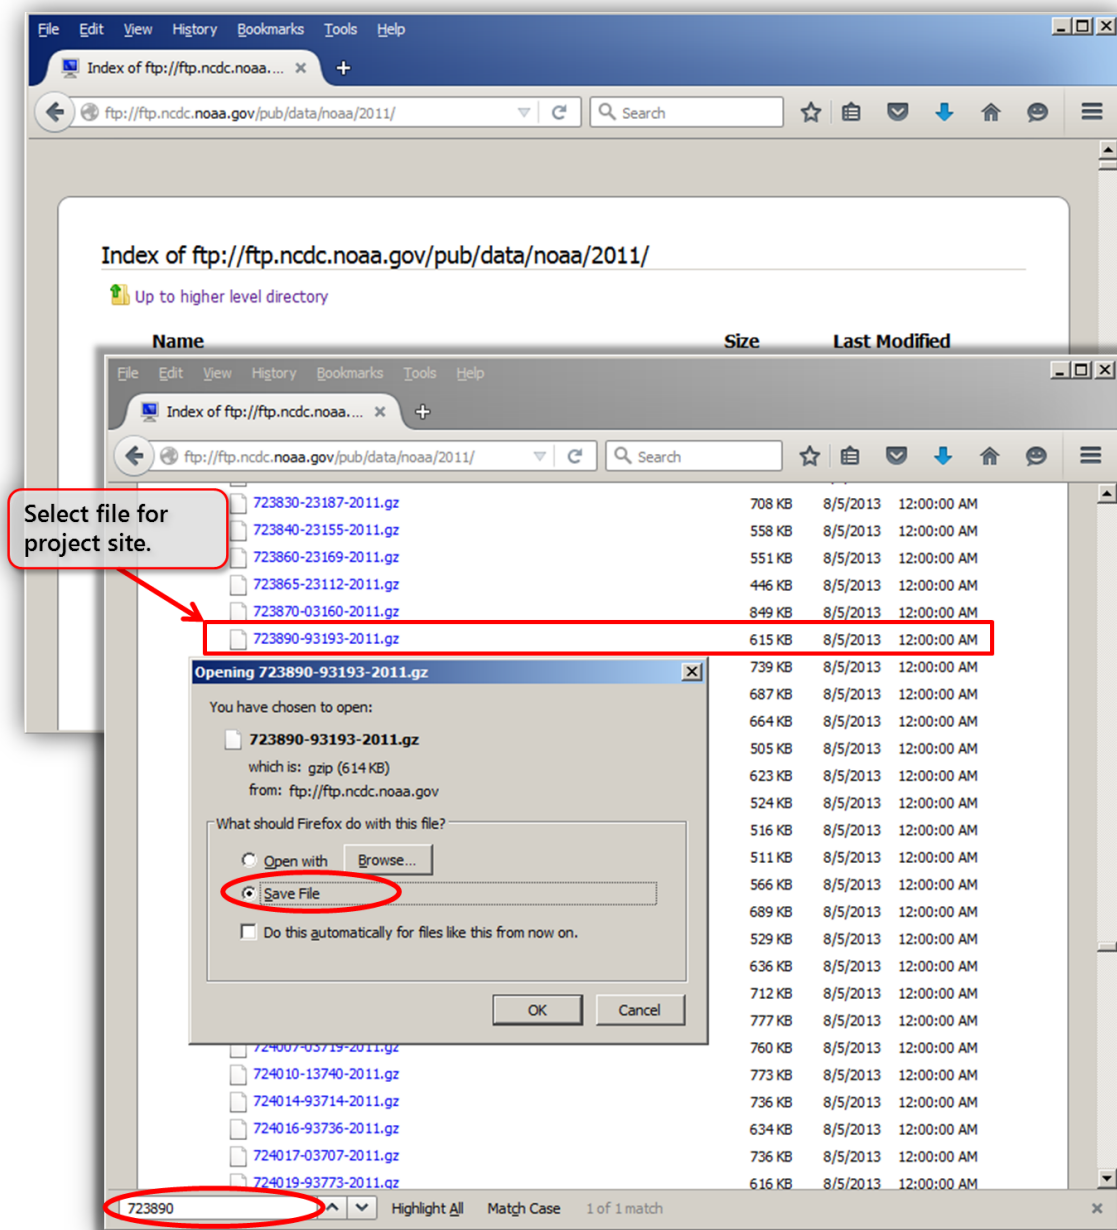 File Edit View History Bookmarks Tools Help
Index of ftp://ftp.ncdc.noaa....
ftp://ftp.ncdc.noaa.gov/pub/data/noaa/2011/ Search
Index of ftp://ftp.ncdc.noaa.gov/pub/data/noaa/2011/
Up to higher level directory
Name Size Last Modified
File Edit View History Bookmarks Tools Help
Index of ftp://ftp.ncdc.noaa....
ftp://ftp.ncdc.noaa.gov/pub/data/noaa/2011/ Search
Select file for
project site.
723830-23187-2011.gz 708 KB 8/5/2013 12:00:00 AM
723840-23155-2011.gz 558 KB 8/5/2013 12:00:00 AM
723860-23169-2011.gz 551 KB 8/5/2013 12:00:00 AM
723865-23112-2011.gz 446 KB 8/5/2013 12:00:00 AM
723870-03160-2011.gz 849 KB 8/5/2013 12:00:00 AM
723890-93193-2011.gz 615 KB 8/5/2013 12:00:00 AM
739 KB 8/5/2013 12:00:00 AM
687 KB 8/5/2013 12:00:00 AM
664 KB 8/5/2013 12:00:00 AM
505 KB 8/5/2013 12:00:00 AM
623 KB 8/5/2013 12:00:00 AM
524 KB 8/5/2013 12:00:00 AM
516 KB 8/5/2013 12:00:00 AM
511 KB 8/5/2013 12:00:00 AM
566 KB 8/5/2013 12:00:00 AM
689 KB 8/5/2013 12:00:00 AM
529 KB 8/5/2013 12:00:00 AM
636 KB 8/5/2013 12:00:00 AM
712 KB 8/5/2013 12:00:00 AM
777 KB 8/5/2013 12:00:00 AM
Opening 723890-93193-2011.gz
You have chosen to open:
723890-93193-2011.gz
which is: gzip (614 KB)
from: ftp://ftp.ncdc.noaa.gov
What should Firefox do with this file?
Open with Browse...
Save File
Do this automatically for files like this from now on.
OK Cancel
724007-03719-2011.gz 760 KB 8/5/2013 12:00:00 AM
724010-13740-2011.gz 773 KB 8/5/2013 12:00:00 AM
724014-93714-2011.gz 736 KB 8/5/2013 12:00:00 AM
724016-93736-2011.gz 634 KB 8/5/2013 12:00:00 AM
724017-03707-2011.gz 736 KB 8/5/2013 12:00:00 AM
724019-93773-2011.gz 616 KB 8/5/2013 12:00:00 AM
723890 Highlight All Match Case 1 of 1 match